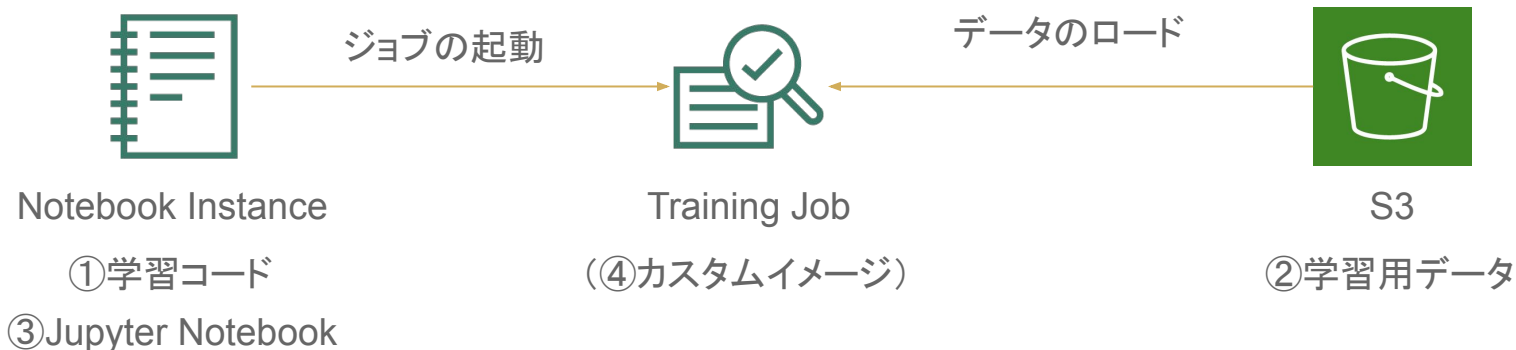 ジョブの起動
データのロード
Notebook Instance
Training Job
S3
①学習コード
（④カスタムイメージ）
②学習用データ
③Jupyter Notebook